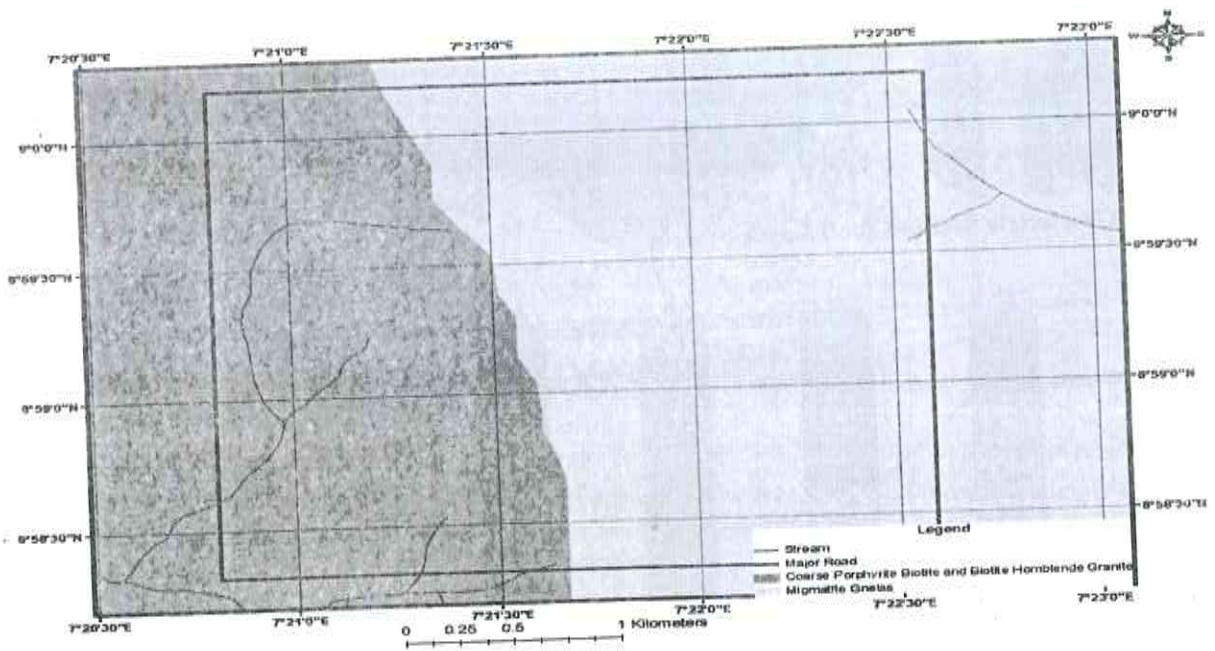 7°20'30"E 7°21'0"E 7°21'30"E 7°22'0"E 7°22'30"E 7°23'0"E
N
W E
S
9°0'0"N 9°0'0"N
8°59'30"N 8°59'30"N
8°59'0"N 8°59'0"N
8°58'30"N 8°58'30"N
Legend
Stream
Major Road
Coarse Porphyrite Biotite and Biotite Hornblende Granite
Migmatite Gneiss
7°20'30"E 7°21'0"E 7°21'30"E 7°22'0"E 7°22'30"E 7°23'0"E
0 0.25 0.5 1 Kilometers